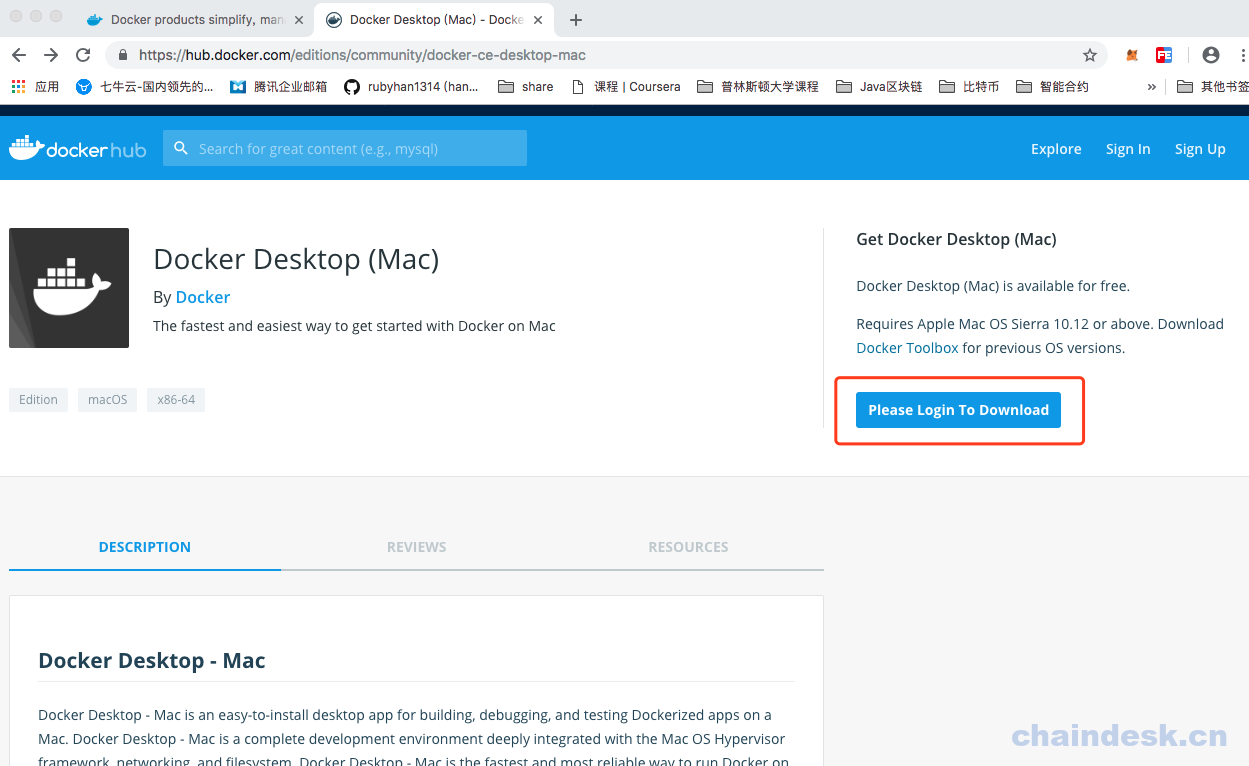 Docker products simplify, man
Docker Desktop (Mac) - Docke
https://hub.docker.com/editions/community/docker-ce-desktop-mac
应用 七牛云-国内领先的... 腾讯企业邮箱 rubyhan1314 (han... share 课程 | Coursera 普林斯顿大学课程 Java区块链 比特币 智能合约 » 其他书签
docker hub Search for great content (e.g., mysql) Explore Sign In Sign Up
Docker Desktop (Mac)
By Docker
The fastest and easiest way to get started with Docker on Mac
Edition macOS x86-64
Get Docker Desktop (Mac)
Docker Desktop (Mac) is available for free.
Requires Apple Mac OS Sierra 10.12 or above. Download
Docker Toolbox for previous OS versions.
Please Login To Download
DESCRIPTION REVIEWS RESOURCES
Docker Desktop - Mac
Docker Desktop - Mac is an easy-to-install desktop app for building, debugging, and testing Dockerized apps on a
Mac. Docker Desktop - Mac is a complete development environment deeply integrated with the Mac OS Hypervisor
framework, networking, and filesystem. Docker Desktop - Mac is the fastest and most reliable way to run Docker on
chaindesk.cn